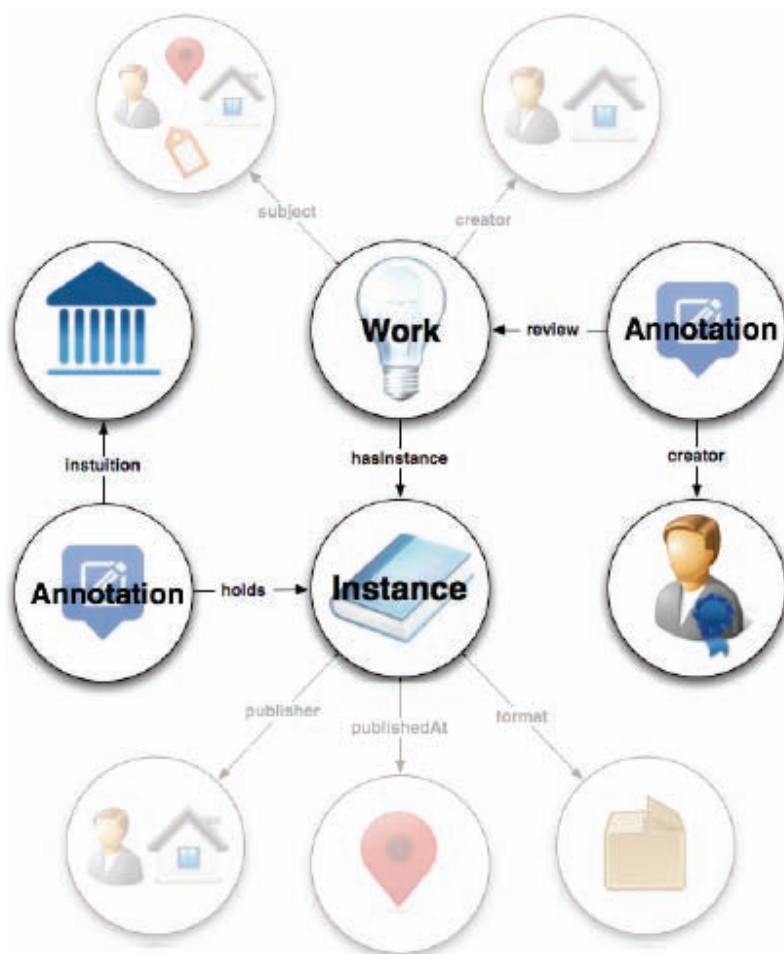 subject
creator
Work
review
Annotation
instuition
hasInstance
creator
Annotation
holds
Instance
publisher
publishedAt
format